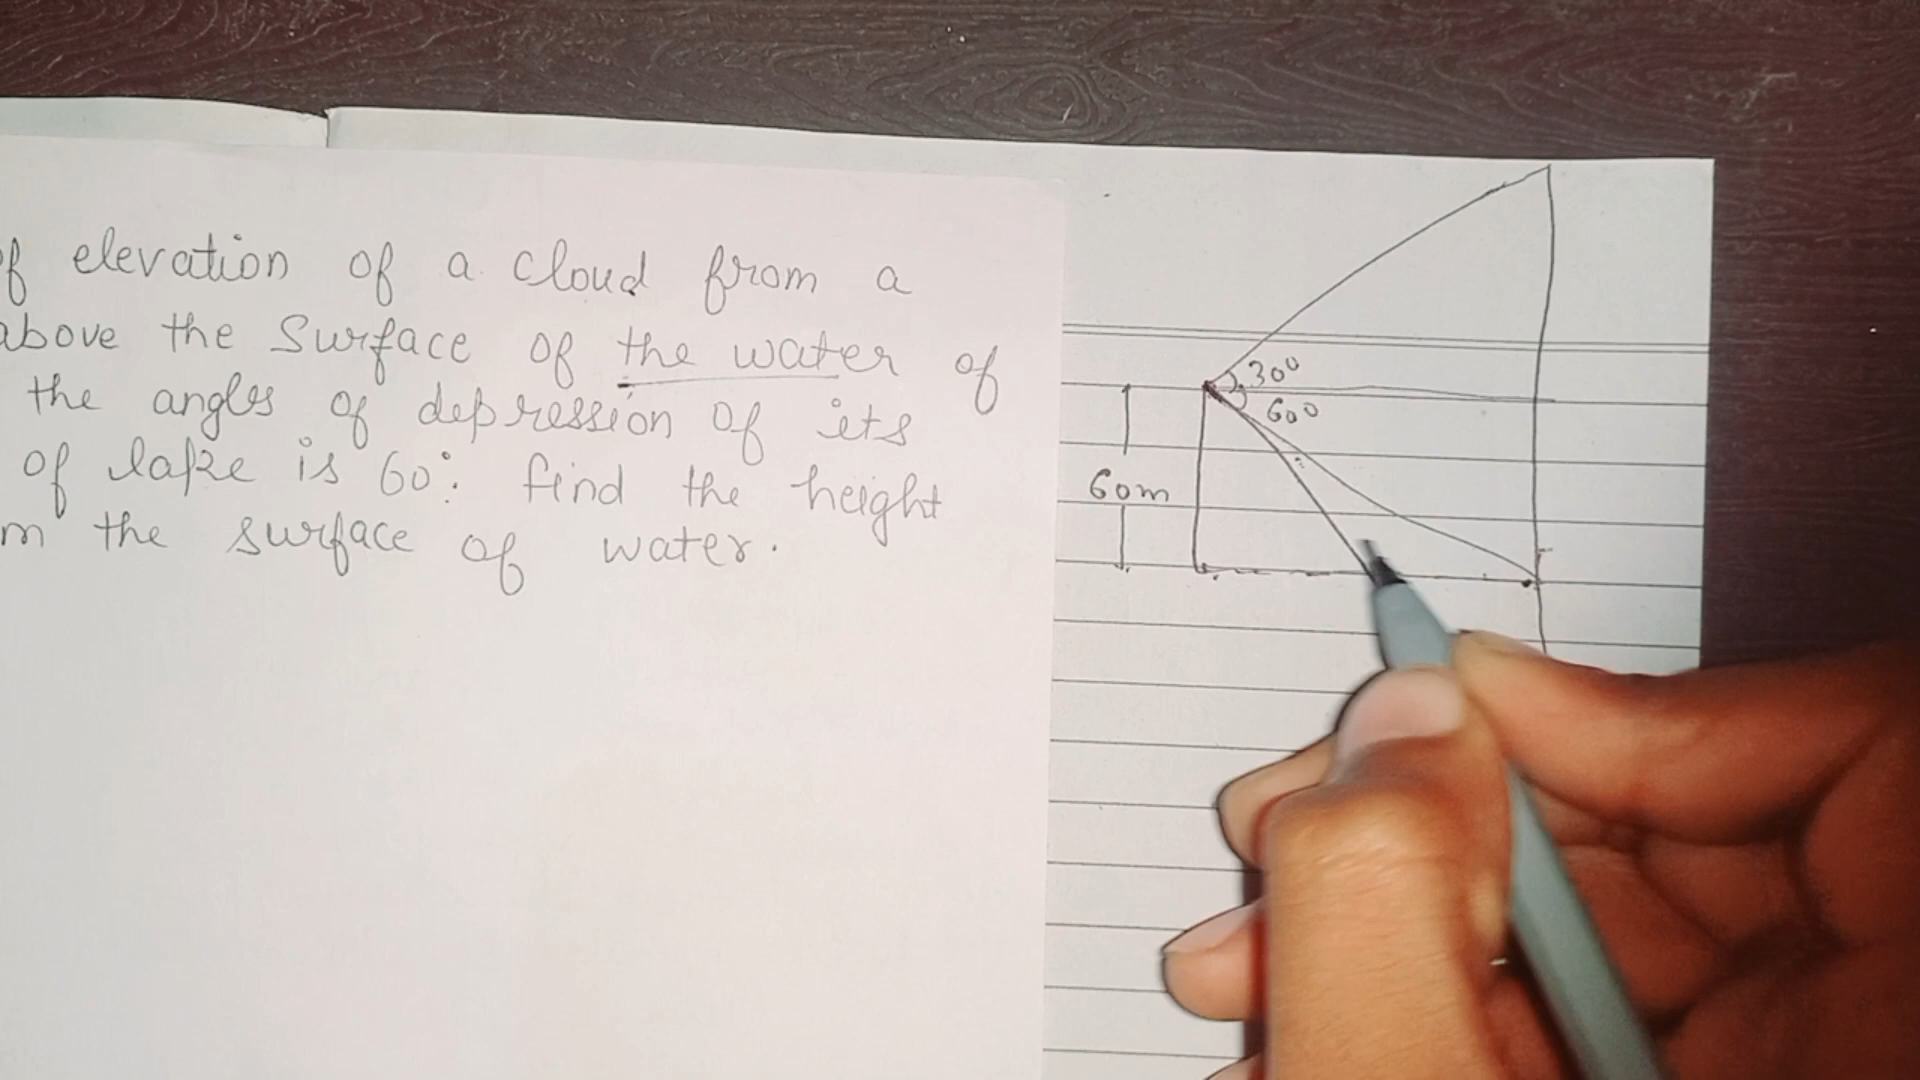 of elevation of a cloud from a
above the Surface of the water of
the angles of depression of its
of lake is 60°. find the height
m the surface of water.
30°
60°
60m